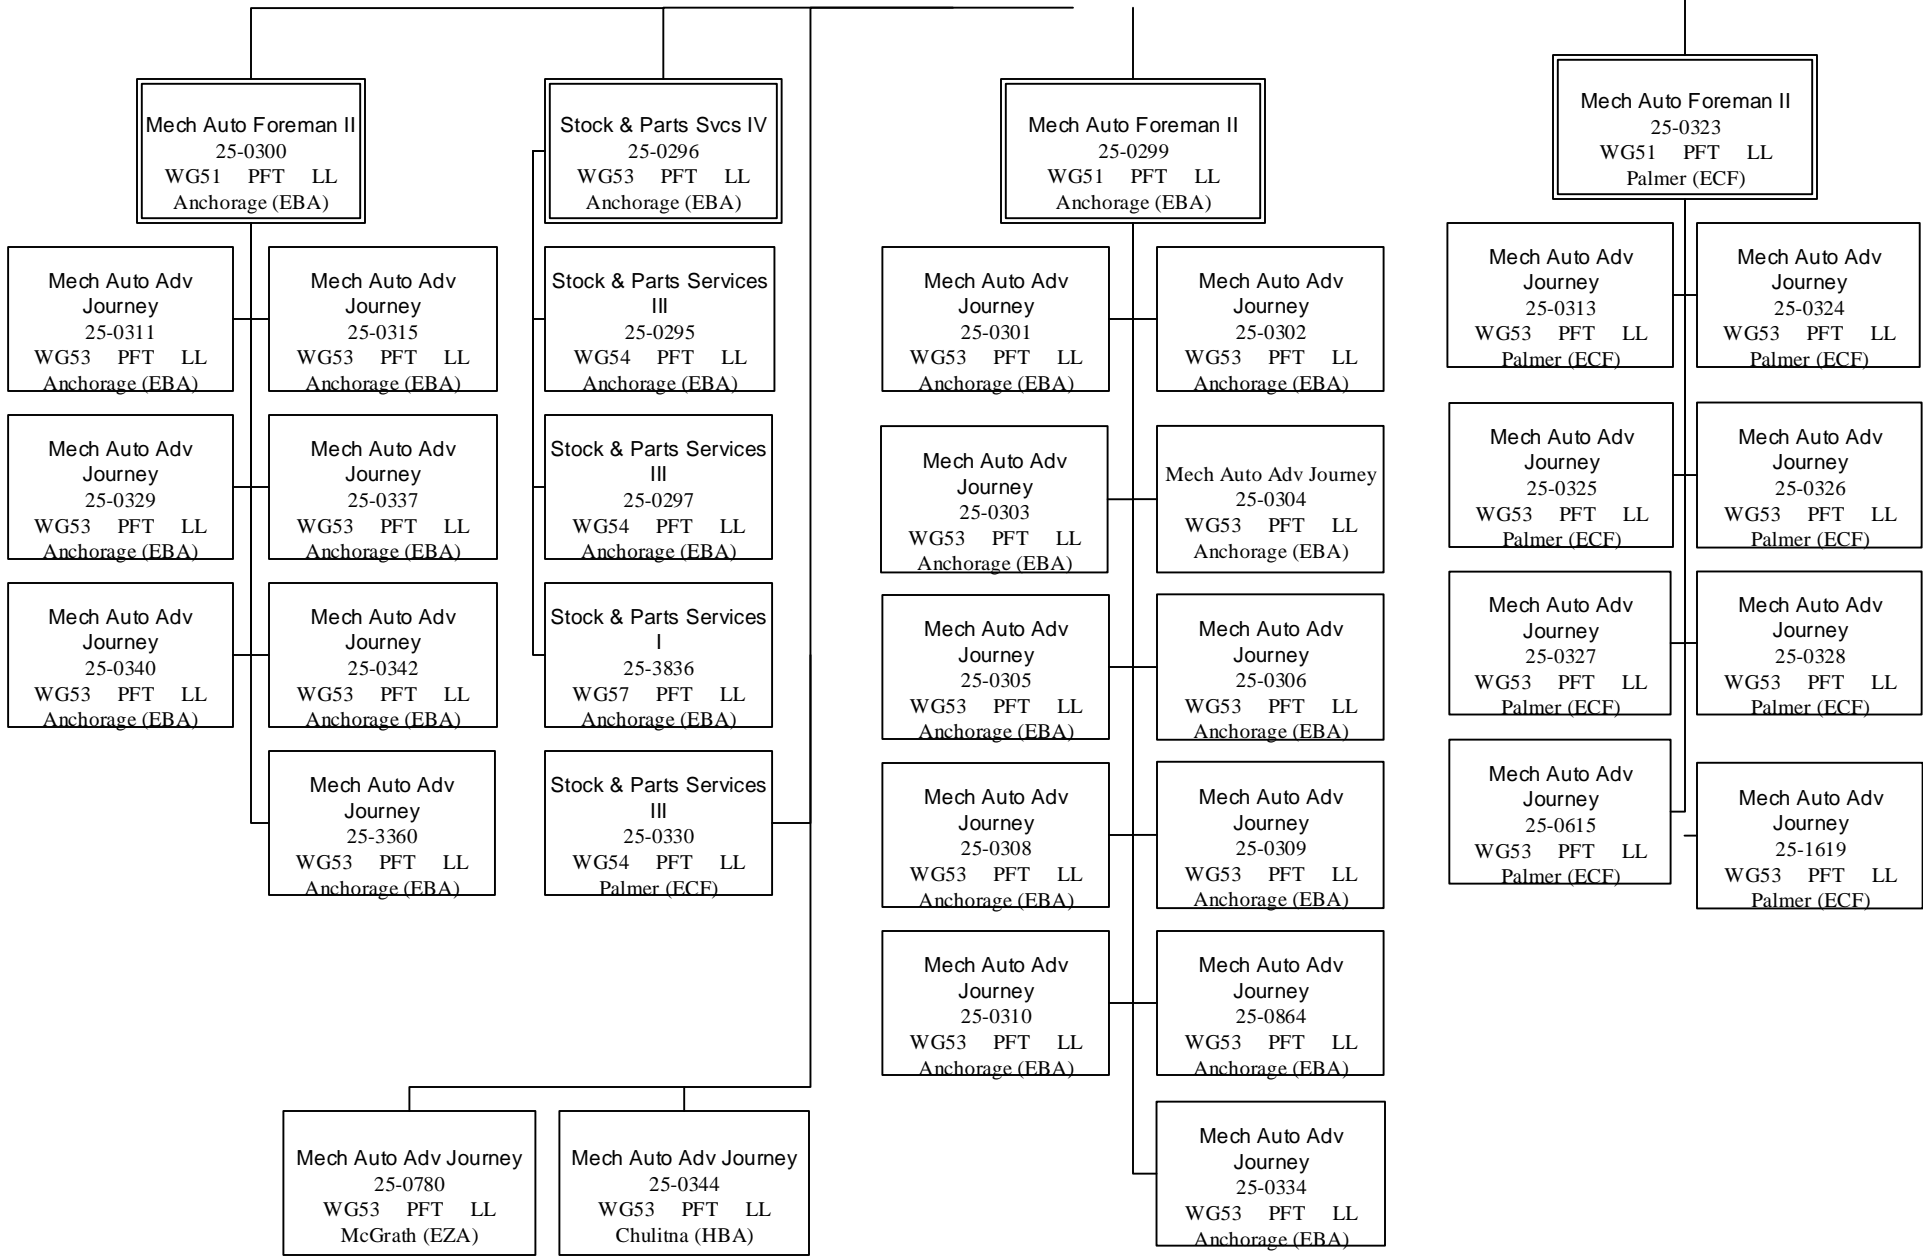 Mech Auto Foreman II
25-0300
WG51 PFT LL
Anchorage (EBA)
Mech Auto Adv
Journey
25-0311
WG53 PFT LL
Anchorage (EBA)
Mech Auto Adv
Journey
25-0315
WG53 PFT LL
Anchorage (EBA)
Mech Auto Adv
Journey
25-0329
WG53 PFT LL
Anchorage (EBA)
Mech Auto Adv
Journey
25-0337
WG53 PFT LL
Anchorage (EBA)
Mech Auto Adv
Journey
25-0340
WG53 PFT LL
Anchorage (EBA)
Mech Auto Adv
Journey
25-0342
WG53 PFT LL
Anchorage (EBA)
Mech Auto Adv
Journey
25-3360
WG53 PFT LL
Anchorage (EBA)
Stock & Parts Svcs IV
25-0296
WG53 PFT LL
Anchorage (EBA)
Stock & Parts Services
III
25-0295
WG54 PFT LL
Anchorage (EBA)
Stock & Parts Services
III
25-0297
WG54 PFT LL
Anchorage (EBA)
Stock & Parts Services
I
25-3836
WG57 PFT LL
Anchorage (EBA)
Stock & Parts Services
III
25-0330
WG54 PFT LL
Palmer (ECF)
Mech Auto Adv Journey
25-0780
WG53 PFT LL
McGrath (EZA)
Mech Auto Adv Journey
25-0344
WG53 PFT LL
Chulitna (HBA)
Mech Auto Foreman II
25-0299
WG51 PFT LL
Anchorage (EBA)
Mech Auto Adv
Journey
25-0301
WG53 PFT LL
Anchorage (EBA)
Mech Auto Adv
Journey
25-0302
WG53 PFT LL
Anchorage (EBA)
Mech Auto Adv
Journey
25-0303
WG53 PFT LL
Anchorage (EBA)
Mech Auto Adv Journey
25-0304
WG53 PFT LL
Anchorage (EBA)
Mech Auto Adv
Journey
25-0305
WG53 PFT LL
Anchorage (EBA)
Mech Auto Adv
Journey
25-0306
WG53 PFT LL
Anchorage (EBA)
Mech Auto Adv
Journey
25-0308
WG53 PFT LL
Anchorage (EBA)
Mech Auto Adv
Journey
25-0309
WG53 PFT LL
Anchorage (EBA)
Mech Auto Adv
Journey
25-0310
WG53 PFT LL
Anchorage (EBA)
Mech Auto Adv
Journey
25-0864
WG53 PFT LL
Anchorage (EBA)
Mech Auto Adv
Journey
25-0334
WG53 PFT LL
Anchorage (EBA)
Mech Auto Foreman II
25-0323
WG51 PFT LL
Palmer (ECF)
Mech Auto Adv
Journey
25-0313
WG53 PFT LL
Palmer (ECF)
Mech Auto Adv
Journey
25-0324
WG53 PFT LL
Palmer (ECF)
Mech Auto Adv
Journey
25-0325
WG53 PFT LL
Palmer (ECF)
Mech Auto Adv
Journey
25-0326
WG53 PFT LL
Palmer (ECF)
Mech Auto Adv
Journey
25-0327
WG53 PFT LL
Palmer (ECF)
Mech Auto Adv
Journey
25-0328
WG53 PFT LL
Palmer (ECF)
Mech Auto Adv
Journey
25-0615
WG53 PFT LL
Palmer (ECF)
Mech Auto Adv
Journey
25-1619
WG53 PFT LL
Palmer (ECF)